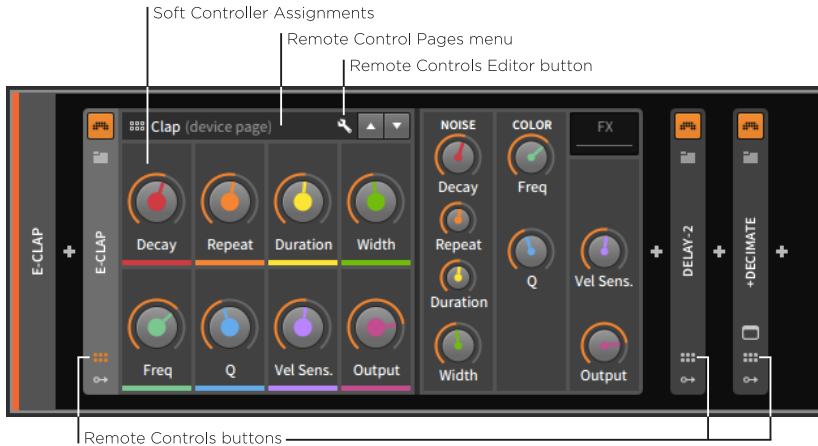 Soft Controller Assignments
Remote Control Pages menu
Remote Controls Editor button
E-CLAP
E-CLAP
Clap (device page)
Decay Repeat Duration Width
Freq Q Vel Sens. Output
NOISE
Decay
Repeat
Duration
Width
COLOR
Freq
Q
FX
Vel Sens.
Output
DELAY-2
+DECIMATE
Remote Controls buttons